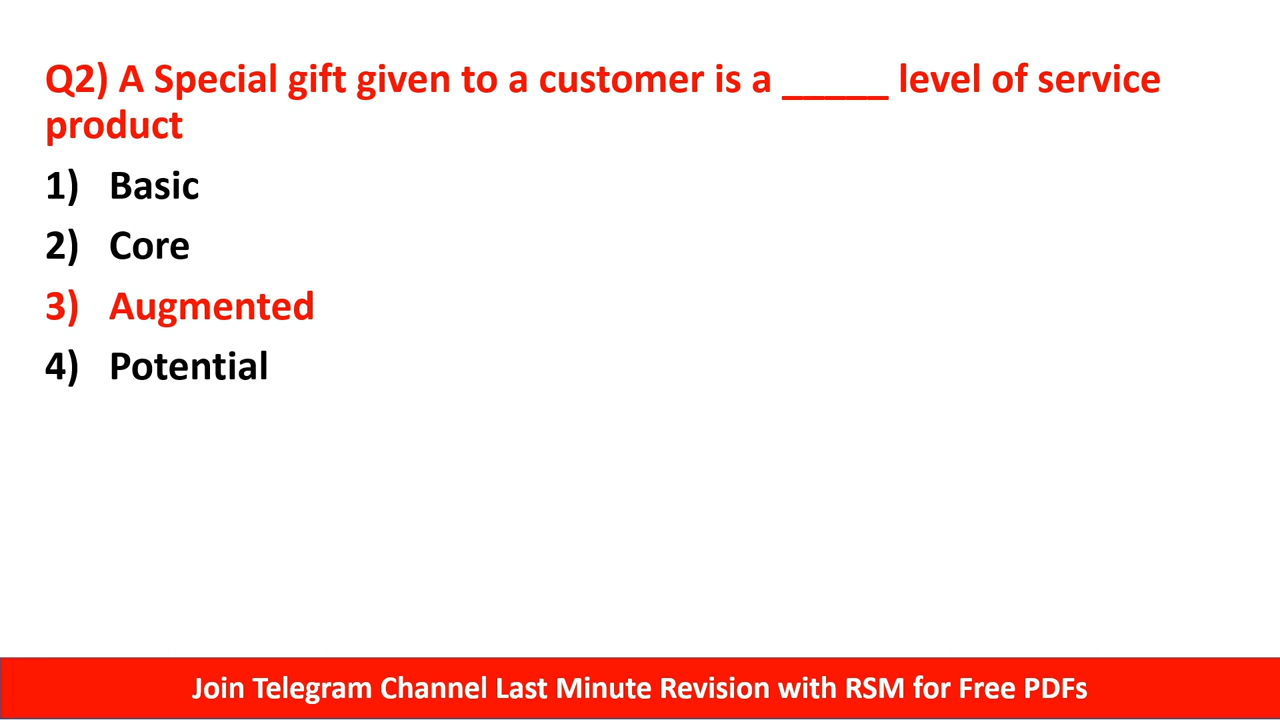 Q2) A Special gift given to a customer is a _____ level of service
product
1) Basic
2) Core
3) Augmented
4) Potential
Join Telegram Channel Last Minute Revision with RSM for Free PDFs